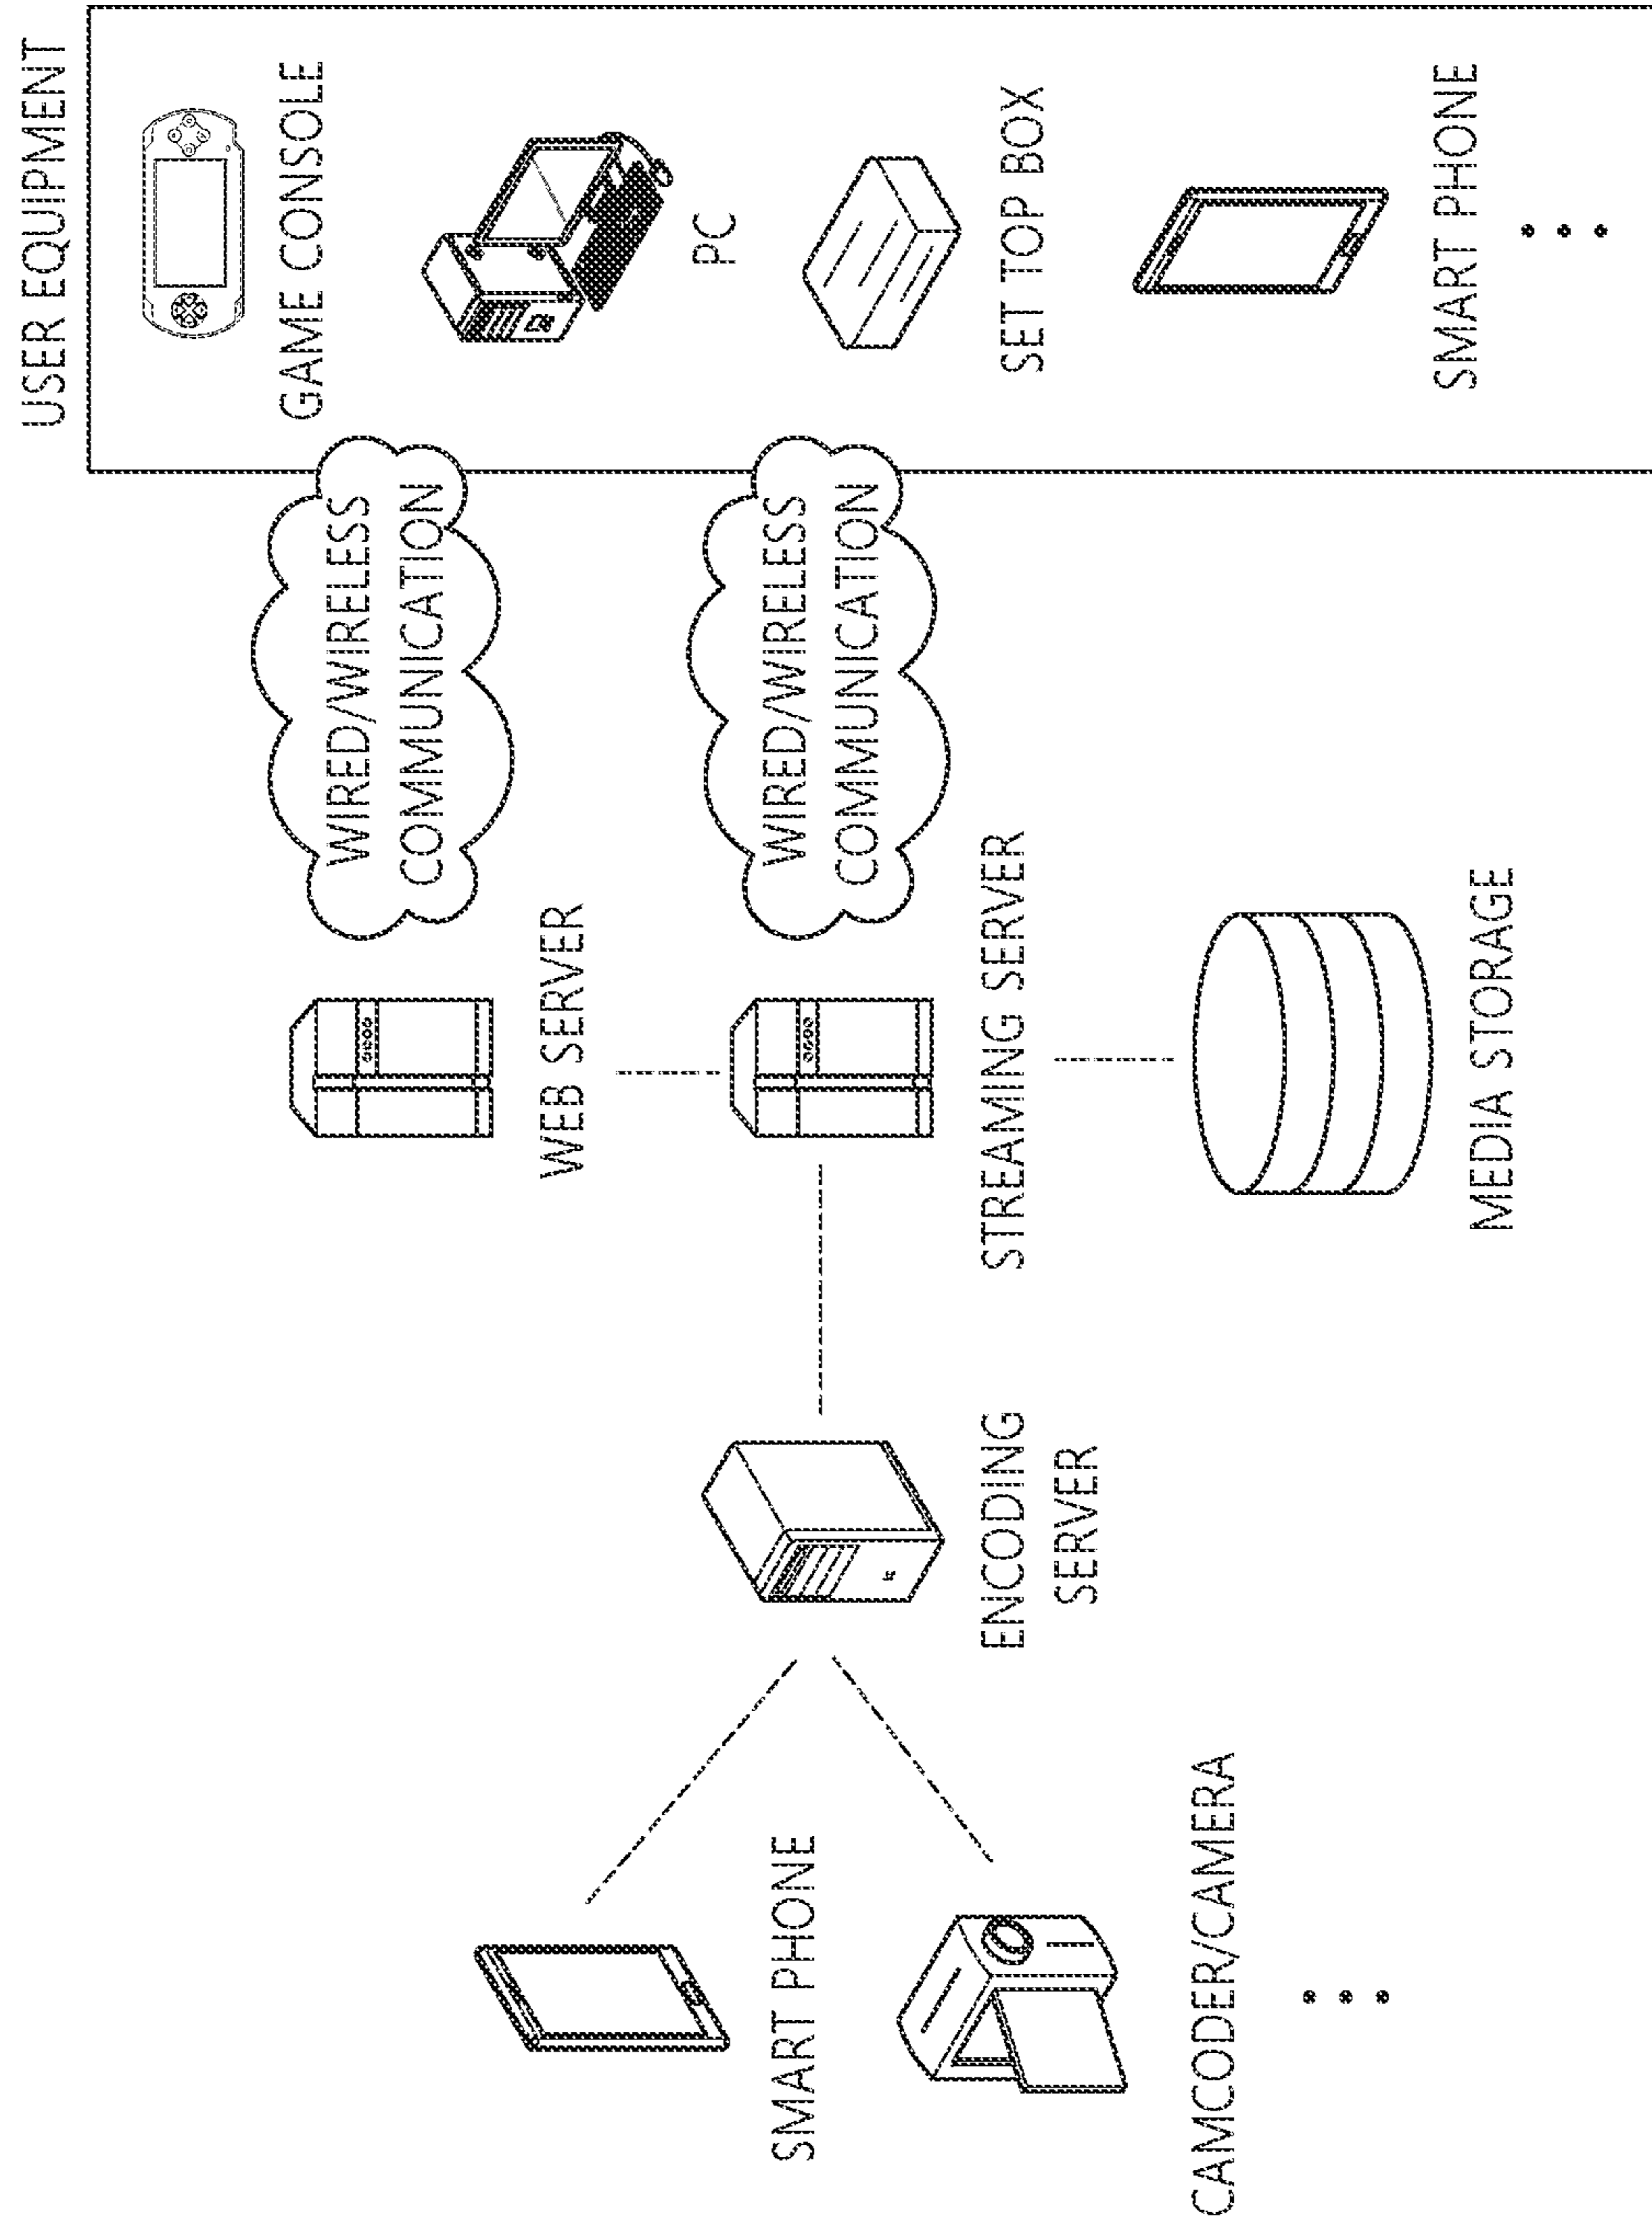 USER EQUIPMENT
GAME CONSOLE
PC
SET TOP BOX
SMART PHONE
WIRED/WIRELESS
COMMUNICATION
WIRED/WIRELESS
COMMUNICATION
WEB SERVER
STREAMING SERVER
MEDIA STORAGE
ENCODING
SERVER
SMART PHONE
CAMCODER/CAMERA